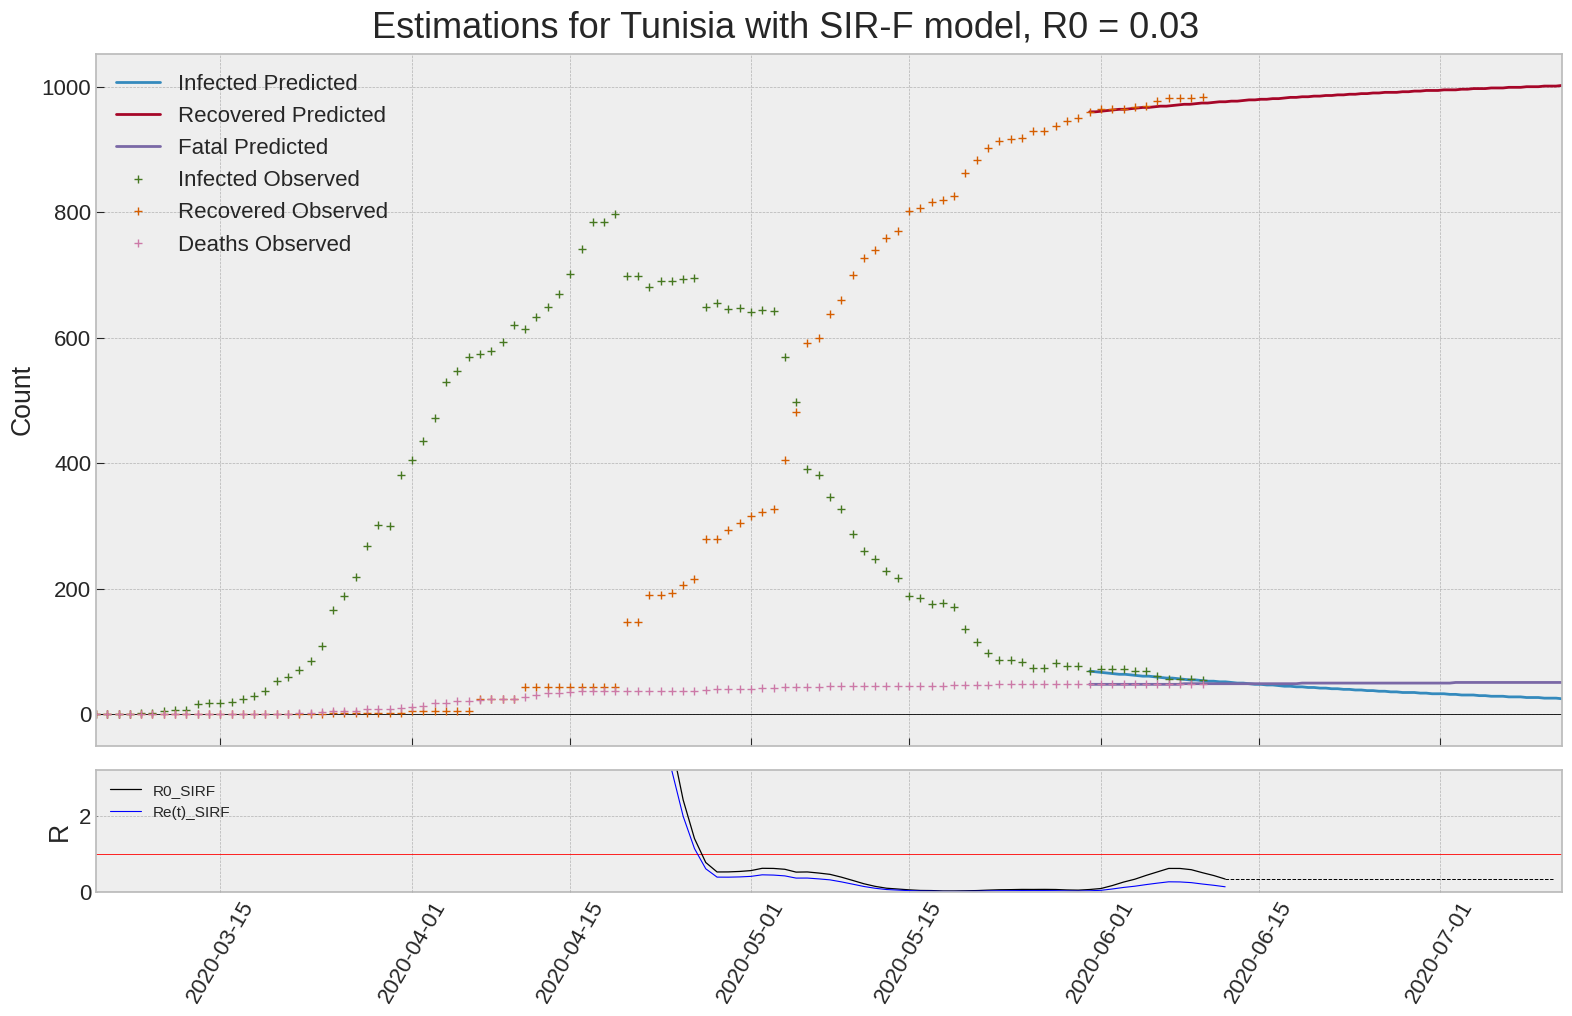 Estimations for Tunisia with SIR-F model, R0 = 0.03
Infected Predicted
Recovered Predicted
Fatal Predicted
Infected Observed
Recovered Observed
Deaths Observed
1000
800
600
400
200
0
Count
R0_SIRF
Re(t)_SIRF
2
0
R
2020-03-15
2020-04-01
2020-04-15
2020-05-01
2020-05-15
2020-06-01
2020-06-15
2020-07-01